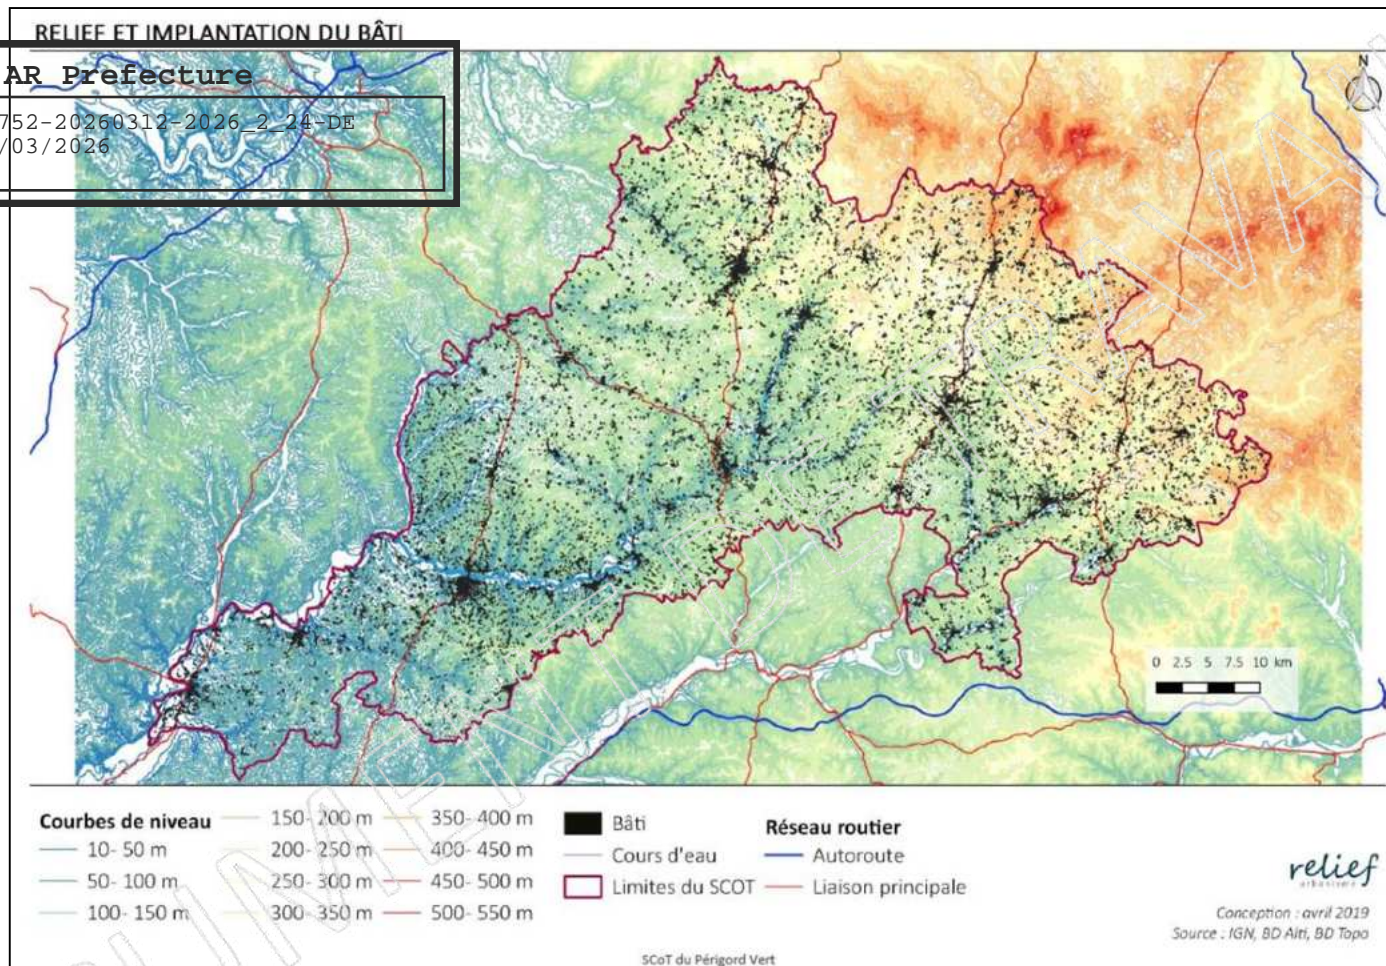 RELIEF ET IMPLANTATION DU BÂTI
AR Prefecture
752-20260312-2026_2_24-DE
/03/2026
N
0 2.5 5 7.5 10 km
Courbes de niveau
10- 50 m
50- 100 m
100- 150 m
150- 200 m
200- 250 m
250- 300 m
300- 350 m
350- 400 m
400- 450 m
450- 500 m
500- 550 m
Bâti
Cours d'eau
Limites du SCOT
Réseau routier
Autoroute
Liaison principale
relief
urbanisme
Conception : avril 2019
Source : IGN, BD Alti, BD Topo
SCoT du Périgord Vert